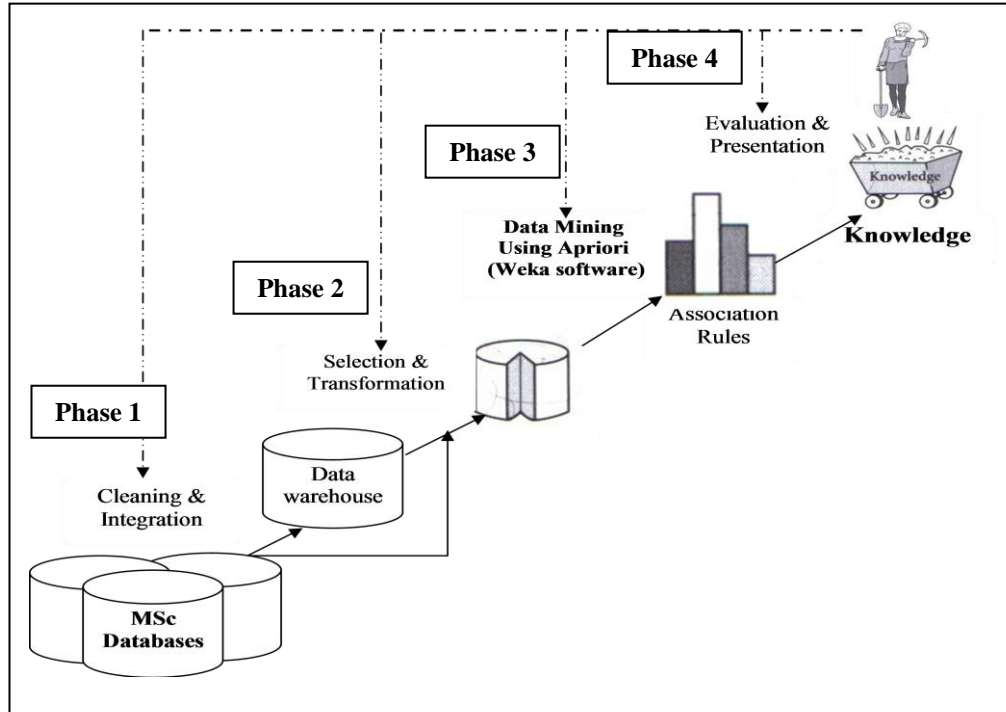 Phase 4
Evaluation &
Presentation
Knowledge
Knowledge
Phase 3
Data Mining
Using Apriori
(Weka software)
Association
Rules
Phase 2
Selection &
Transformation
Phase 1
Data
warehouse
Cleaning &
Integration
MSc
Databases